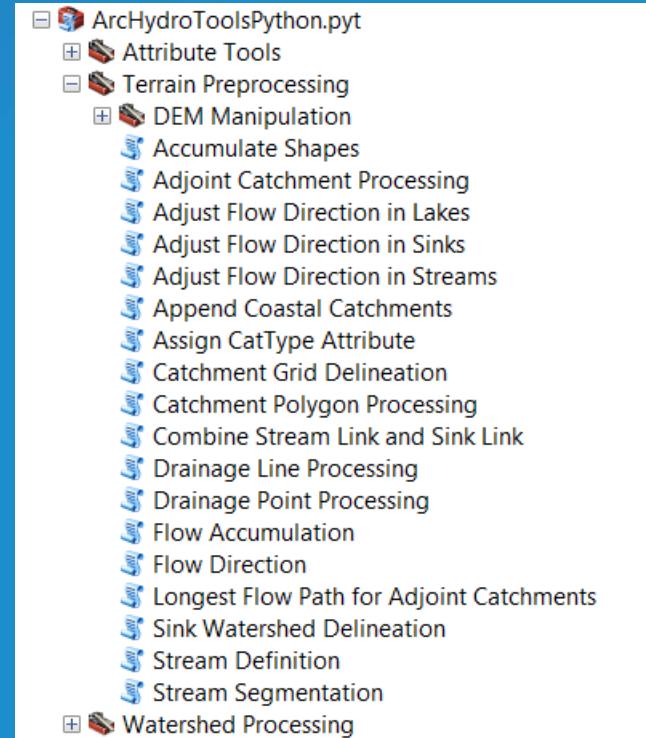 ArcHydroToolsPython.pyt
Attribute Tools
Terrain Preprocessing
DEM Manipulation
Accumulate Shapes
Adjoint Catchment Processing
Adjust Flow Direction in Lakes
Adjust Flow Direction in Sinks
Adjust Flow Direction in Streams
Append Coastal Catchments
Assign CatType Attribute
Catchment Grid Delineation
Catchment Polygon Processing
Combine Stream Link and Sink Link
Drainage Line Processing
Drainage Point Processing
Flow Accumulation
Flow Direction
Longest Flow Path for Adjoint Catchments
Sink Watershed Delineation
Stream Definition
Stream Segmentation
Watershed Processing